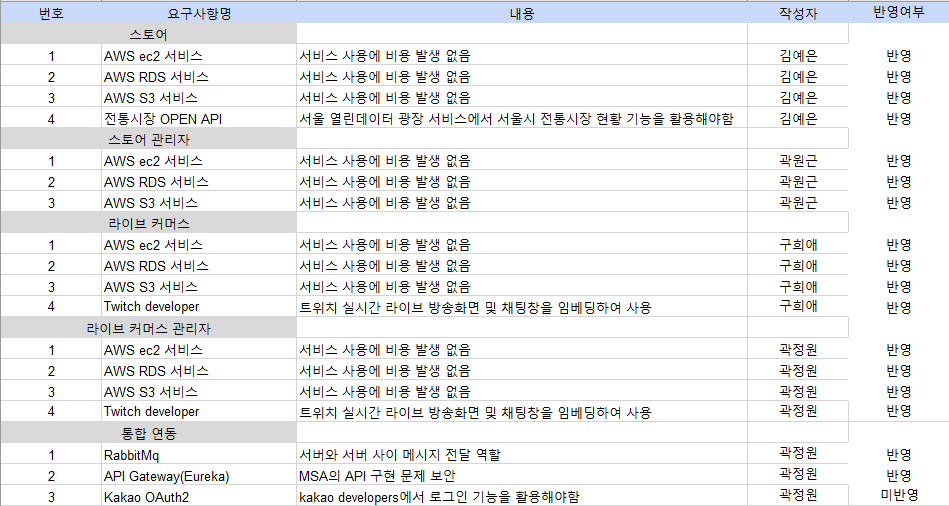 번호 요구사항명 내용 작성자 반영여부
스토어
1 AWS ec2 서비스 서비스 사용에 비용 발생 없음 김예은 반영
2 AWS RDS 서비스 서비스 사용에 비용 발생 없음 김예은 반영
3 AWS S3 서비스 서비스 사용에 비용 발생 없음 김예은 반영
4 전통시장 OPEN API 서울 열린데이터 광장 서비스에서 서울시 전통시장 현황 기능을 활용해야함 김예은 반영
스토어 관리자
1 AWS ec2 서비스 서비스 사용에 비용 발생 없음 곽원근 반영
2 AWS RDS 서비스 서비스 사용에 비용 발생 없음 곽원근 반영
3 AWS S3 서비스 서비스 사용에 비용 발생 없음 곽원근 반영
라이브 커머스
1 AWS ec2 서비스 서비스 사용에 비용 발생 없음 구희애 반영
2 AWS RDS 서비스 서비스 사용에 비용 발생 없음 구희애 반영
3 AWS S3 서비스 서비스 사용에 비용 발생 없음 구희애 반영
4 Twitch developer 트위치 실시간 라이브 방송화면 및 채팅창을 임베딩하여 사용 구희애 반영
라이브 커머스 관리자
1 AWS ec2 서비스 서비스 사용에 비용 발생 없음 곽정원 반영
2 AWS RDS 서비스 서비스 사용에 비용 발생 없음 곽정원 반영
3 AWS S3 서비스 서비스 사용에 비용 발생 없음 곽정원 반영
4 Twitch developer 트위치 실시간 라이브 방송화면 및 채팅창을 임베딩하여 사용 곽정원 반영
통합 연동
1 RabbitMq 서버와 서버 사이 메시지 전달 역할 곽정원 반영
2 API Gateway(Eureka) MSA의 API 구현 문제 보안 곽정원 반영
3 Kakao OAuth2 kakao developers에서 로그인 기능을 활용해야함 곽정원 미반영